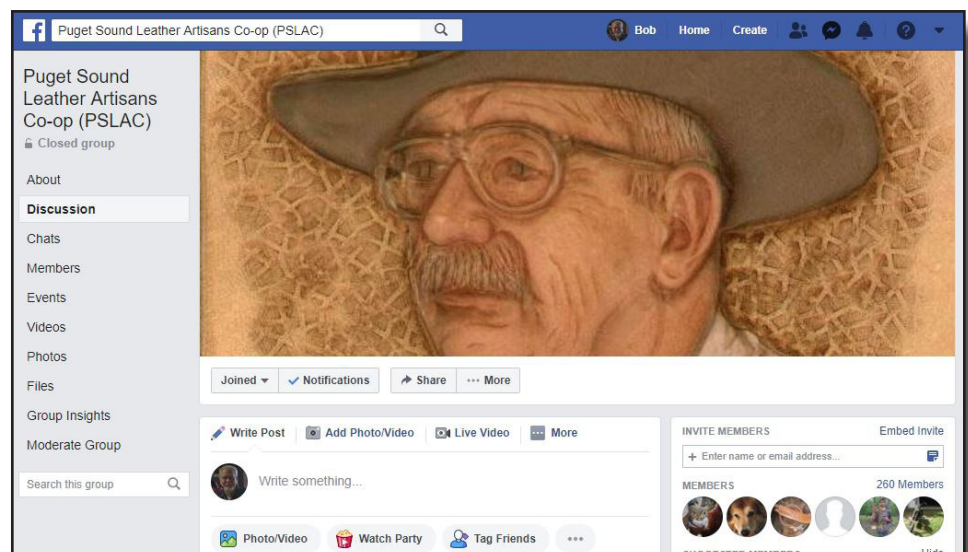 f
Puget Sound Leather Artisans Co-op (PSLAC)
Bob
Home
Create
Puget Sound
Leather Artisans
Co-op (PSLAC)
Closed group
About
Discussion
Chats
Members
Events
Videos
Photos
Files
Group Insights
Moderate Group
Search this group
Joined
Notifications
Share
More
Write Post
Add Photo/Video
Live Video
More
Write something...
Photo/Video
Watch Party
Tag Friends
INVITE MEMBERS
Embed Invite
+ Enter name or email address...
MEMBERS
260 Members
SUGGESTED MEMBERS
Hide